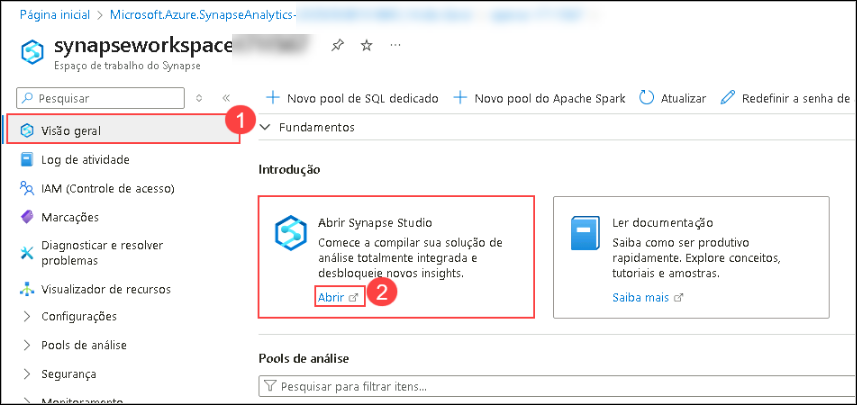 Página inicial > Microsoft.Azure.SynapseAnalytics-
synapseworkspace
Espaço de trabalho do Synapse
Pesquisar
Novo pool de SQL dedicado
Novo pool do Apache Spark
Atualizar
Redefinir a senha de
1
Visão geral
Log de atividade
IAM (Controle de acesso)
Marcações
Diagnosticar e resolver
problemas
Visualizador de recursos
Configurações
Pools de análise
Segurança
Monitoramento
Fundamentos
Introdução
Abrir Synapse Studio
Comece a compilar sua solução de
análise totalmente integrada e
desbloqueie novos insights.
Abrir
2
Ler documentação
Saiba como ser produtivo
rapidamente. Explore conceitos,
tutoriais e amostras.
Saiba mais
Pools de análise
Pesquisar para filtrar itens...